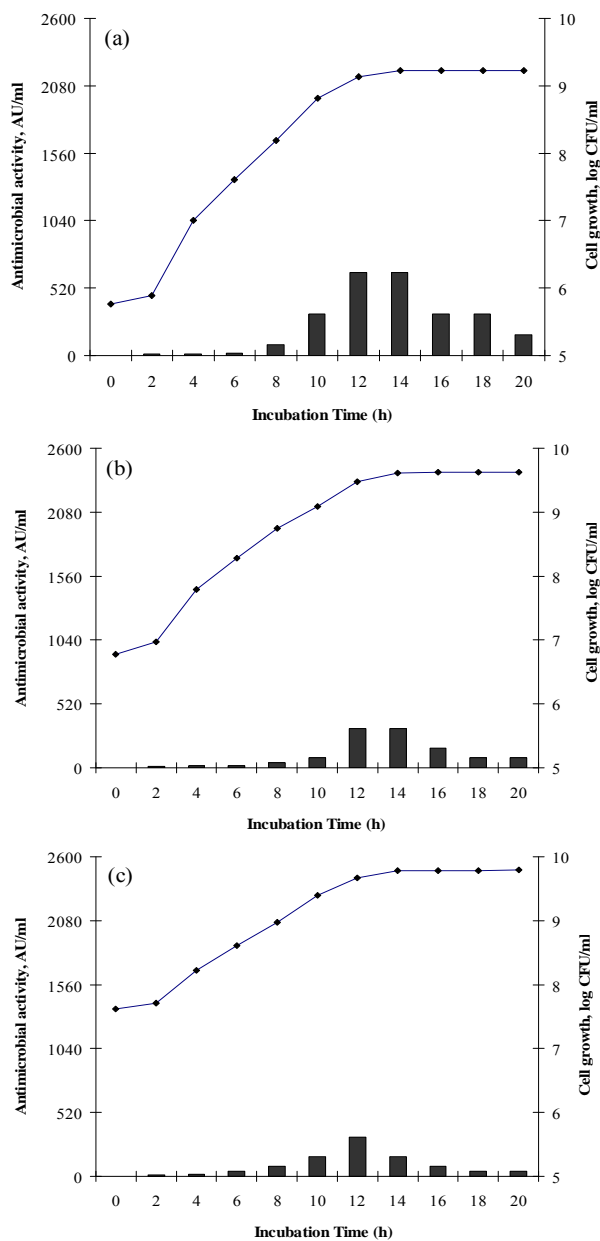 (a)
Antimicrobial activity, AU/ml
2600
2080
1560
1040
520
0
10
9
8
7
6
5
Cell growth, log CFU/ml
0 2 4 6 8 10 12 14 16 18 20
Incubation Time (h)
(b)
Antimicrobial activity, AU/ml
2600
2080
1560
1040
520
0
10
9
8
7
6
5
Cell growth, log CFU/ml
0 2 4 6 8 10 12 14 16 18 20
Incubation Time (h)
(c)
Antimicrobial activity, AU/ml
2600
2080
1560
1040
520
0
10
9
8
7
6
5
Cell growth, log CFU/ml
0 2 4 6 8 10 12 14 16 18 20
Incubation Time (h)